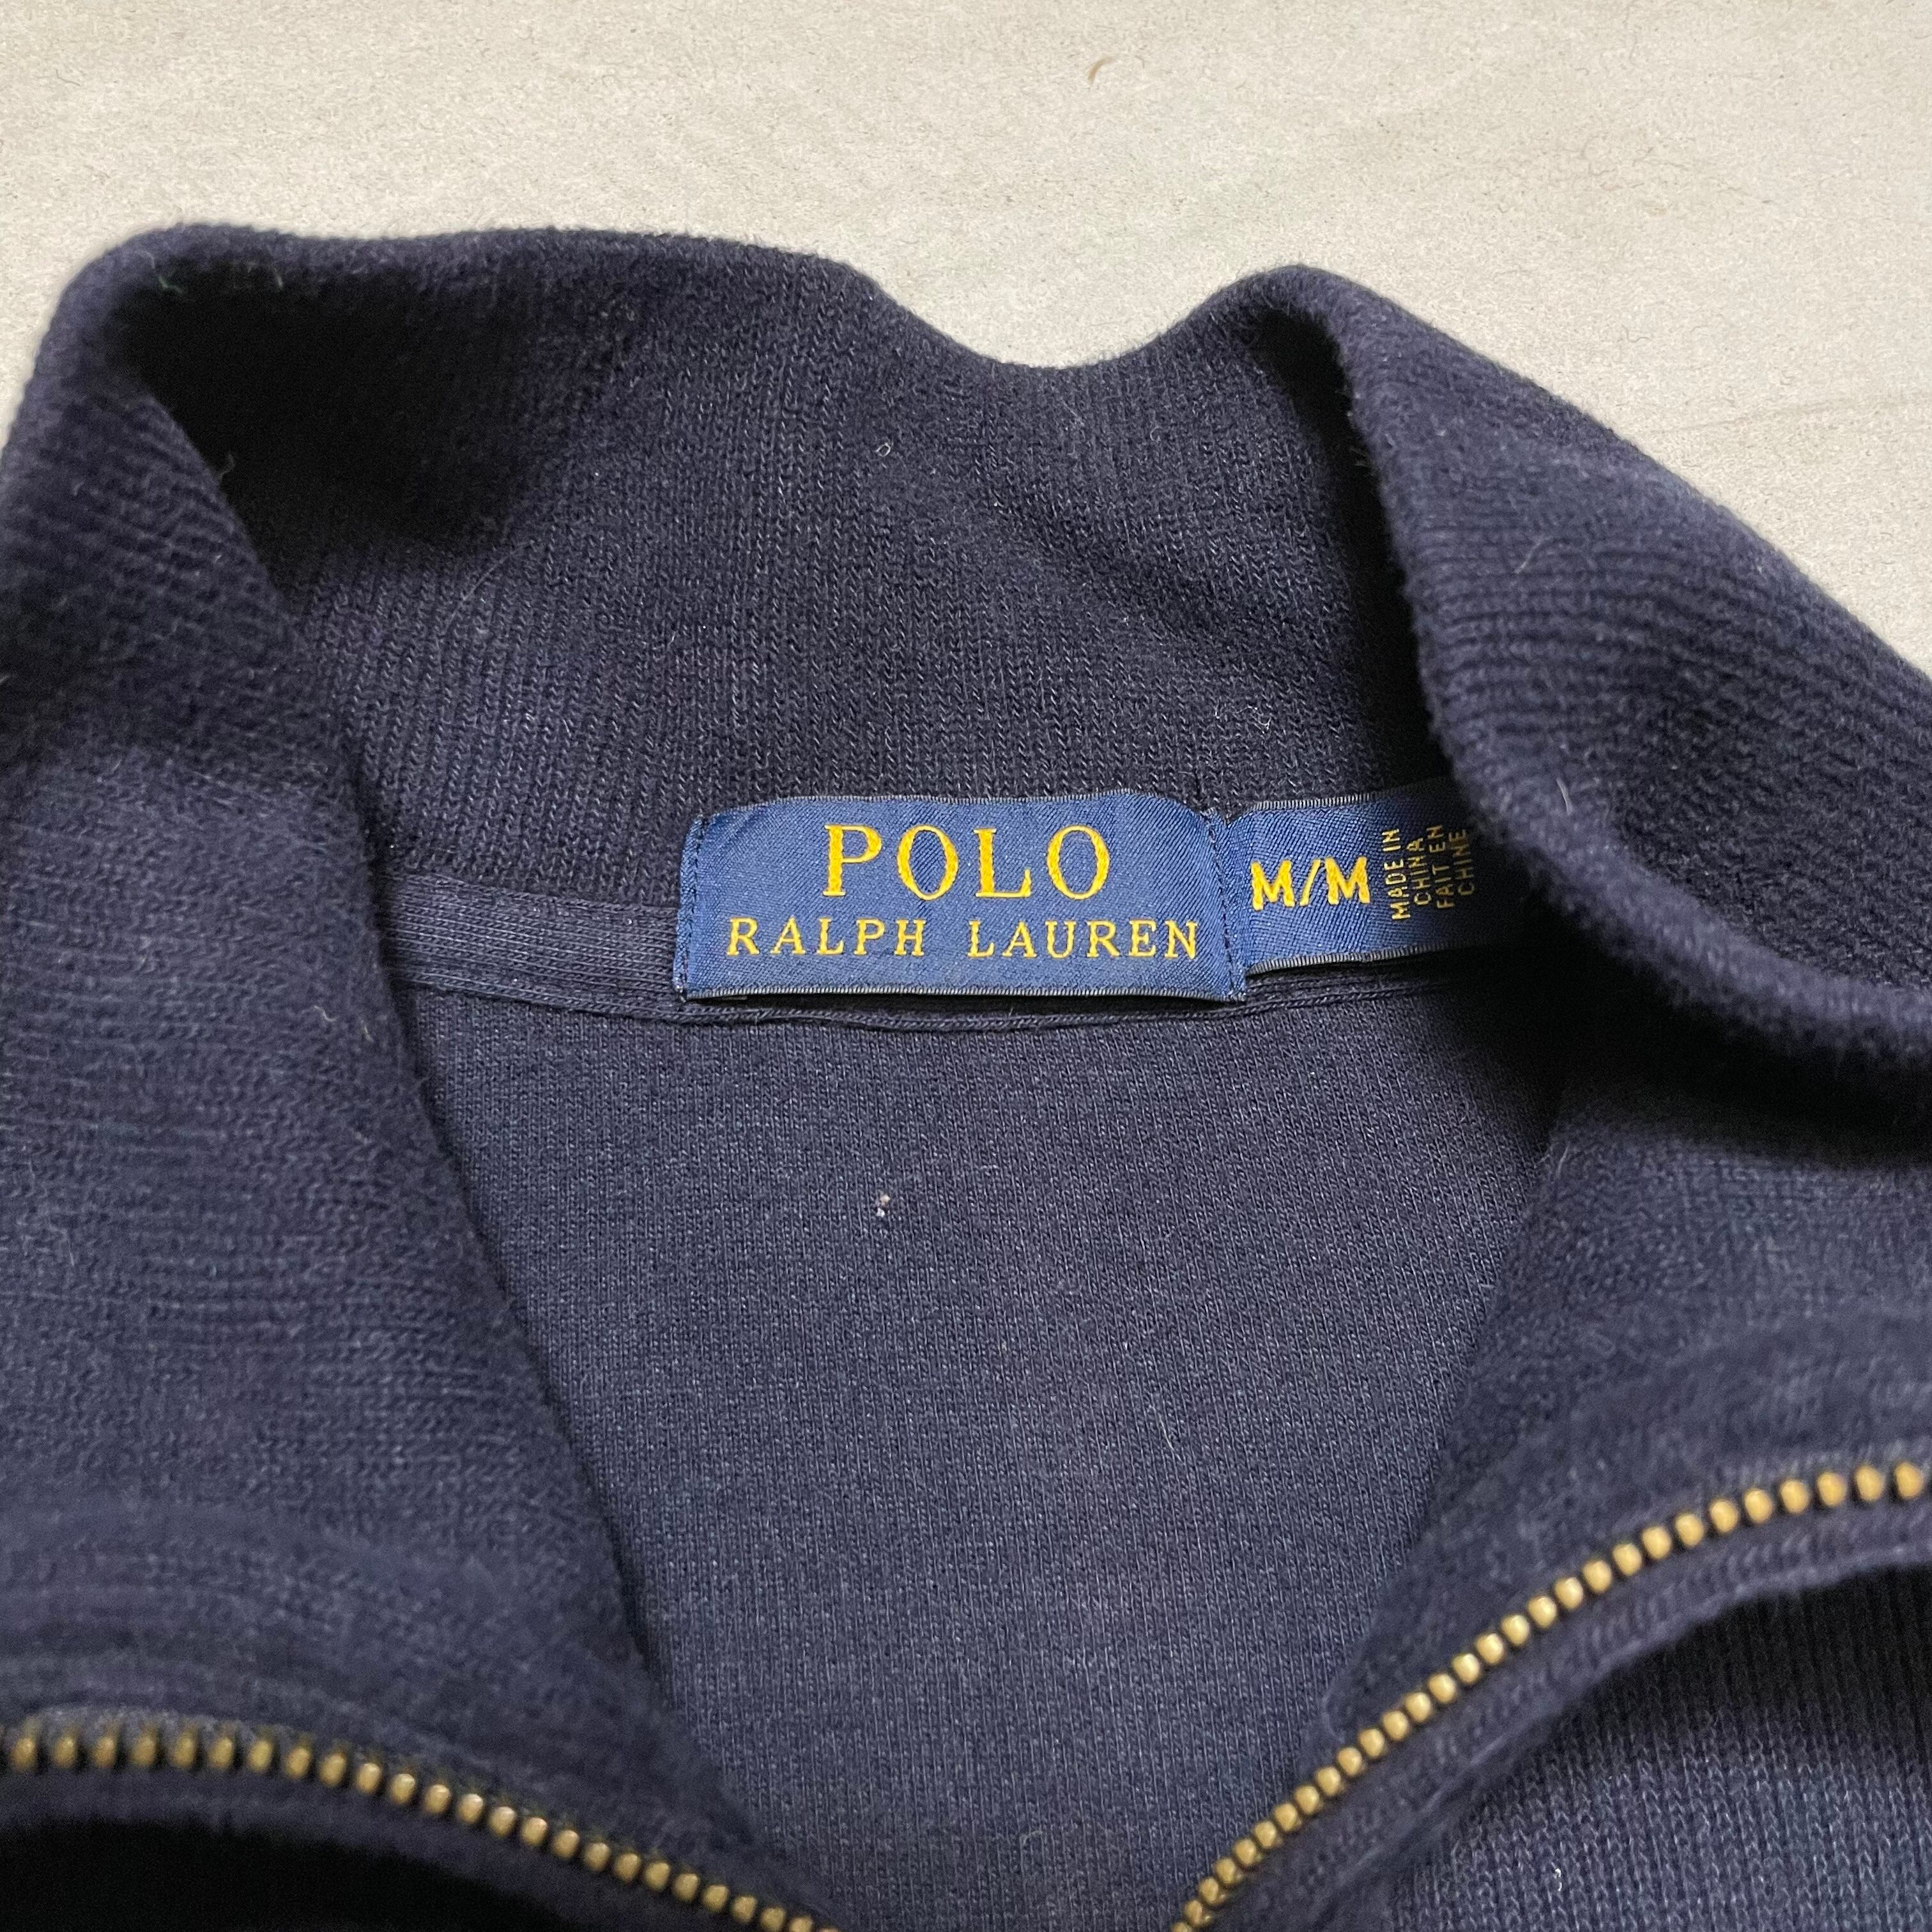 POLO
RALPH LAUREN
M/M
MADE IN
CHINA
FAIT EN
CHINE